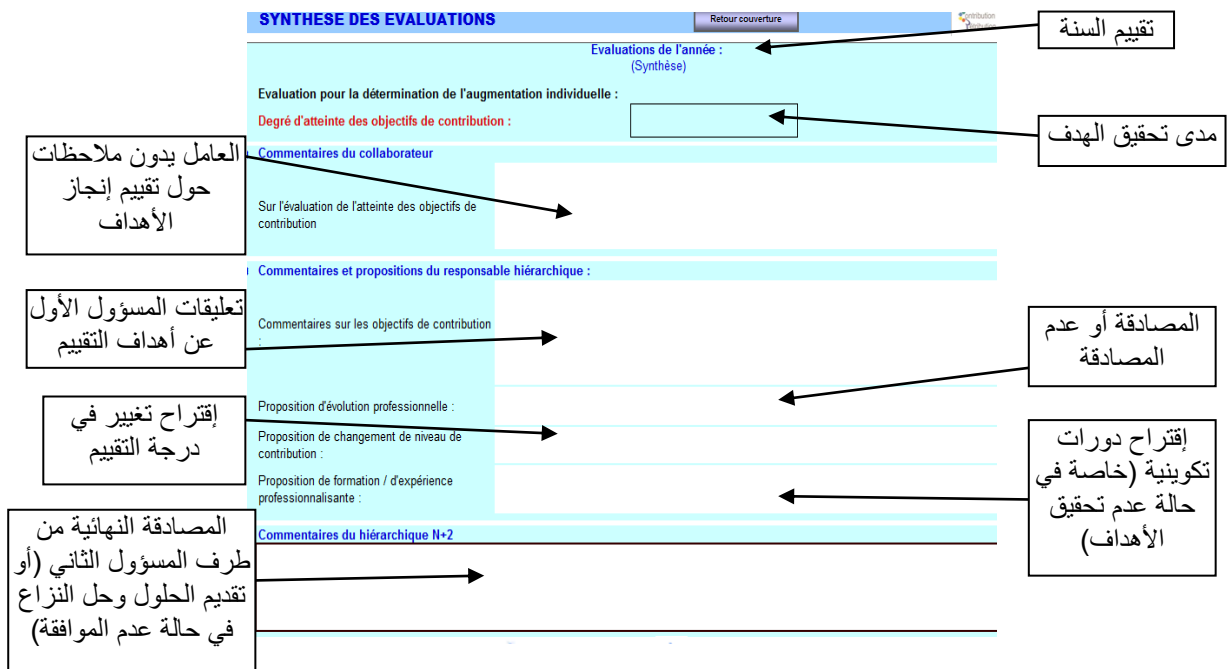 SYNTHESE DES EVALUATIONS
Retour couverture
Contribution
Evaluations de l'année :
(Synthèse)
Evaluation pour la détermination de l'augmentation individuelle :
Degré d'atteinte des objectifs de contribution :
Commentaires du collaborateur
Sur l'évaluation de l'atteinte des objectifs de
contribution
Commentaires et propositions du responsable hiérarchique :
Commentaires sur les objectifs de contribution
:
Proposition d'évolution professionnelle :
Proposition de changement de niveau de
contribution :
Proposition de formation / d'expérience
professionnalisante :
Commentaires du hiérarchique N+2
تقييم السنة
مدى تحقيق الهدف
العامل يدون ملاحظات
حول تقييم إنجاز
الأهداف
تعليقات المسؤول الأول
عن أهداف التقييم
المصادقة أو عدم
المصادقة
إقتراح تغيير في
درجة التقييم
إقتراح دورات
تكوينية (خاصة في
حالة عدم تحقيق
الأهداف)
المصادقة النهائية من
طرف المسؤول الثاني (أو
تقديم الحلول وحل النزاع
في حالة عدم الموافقة)